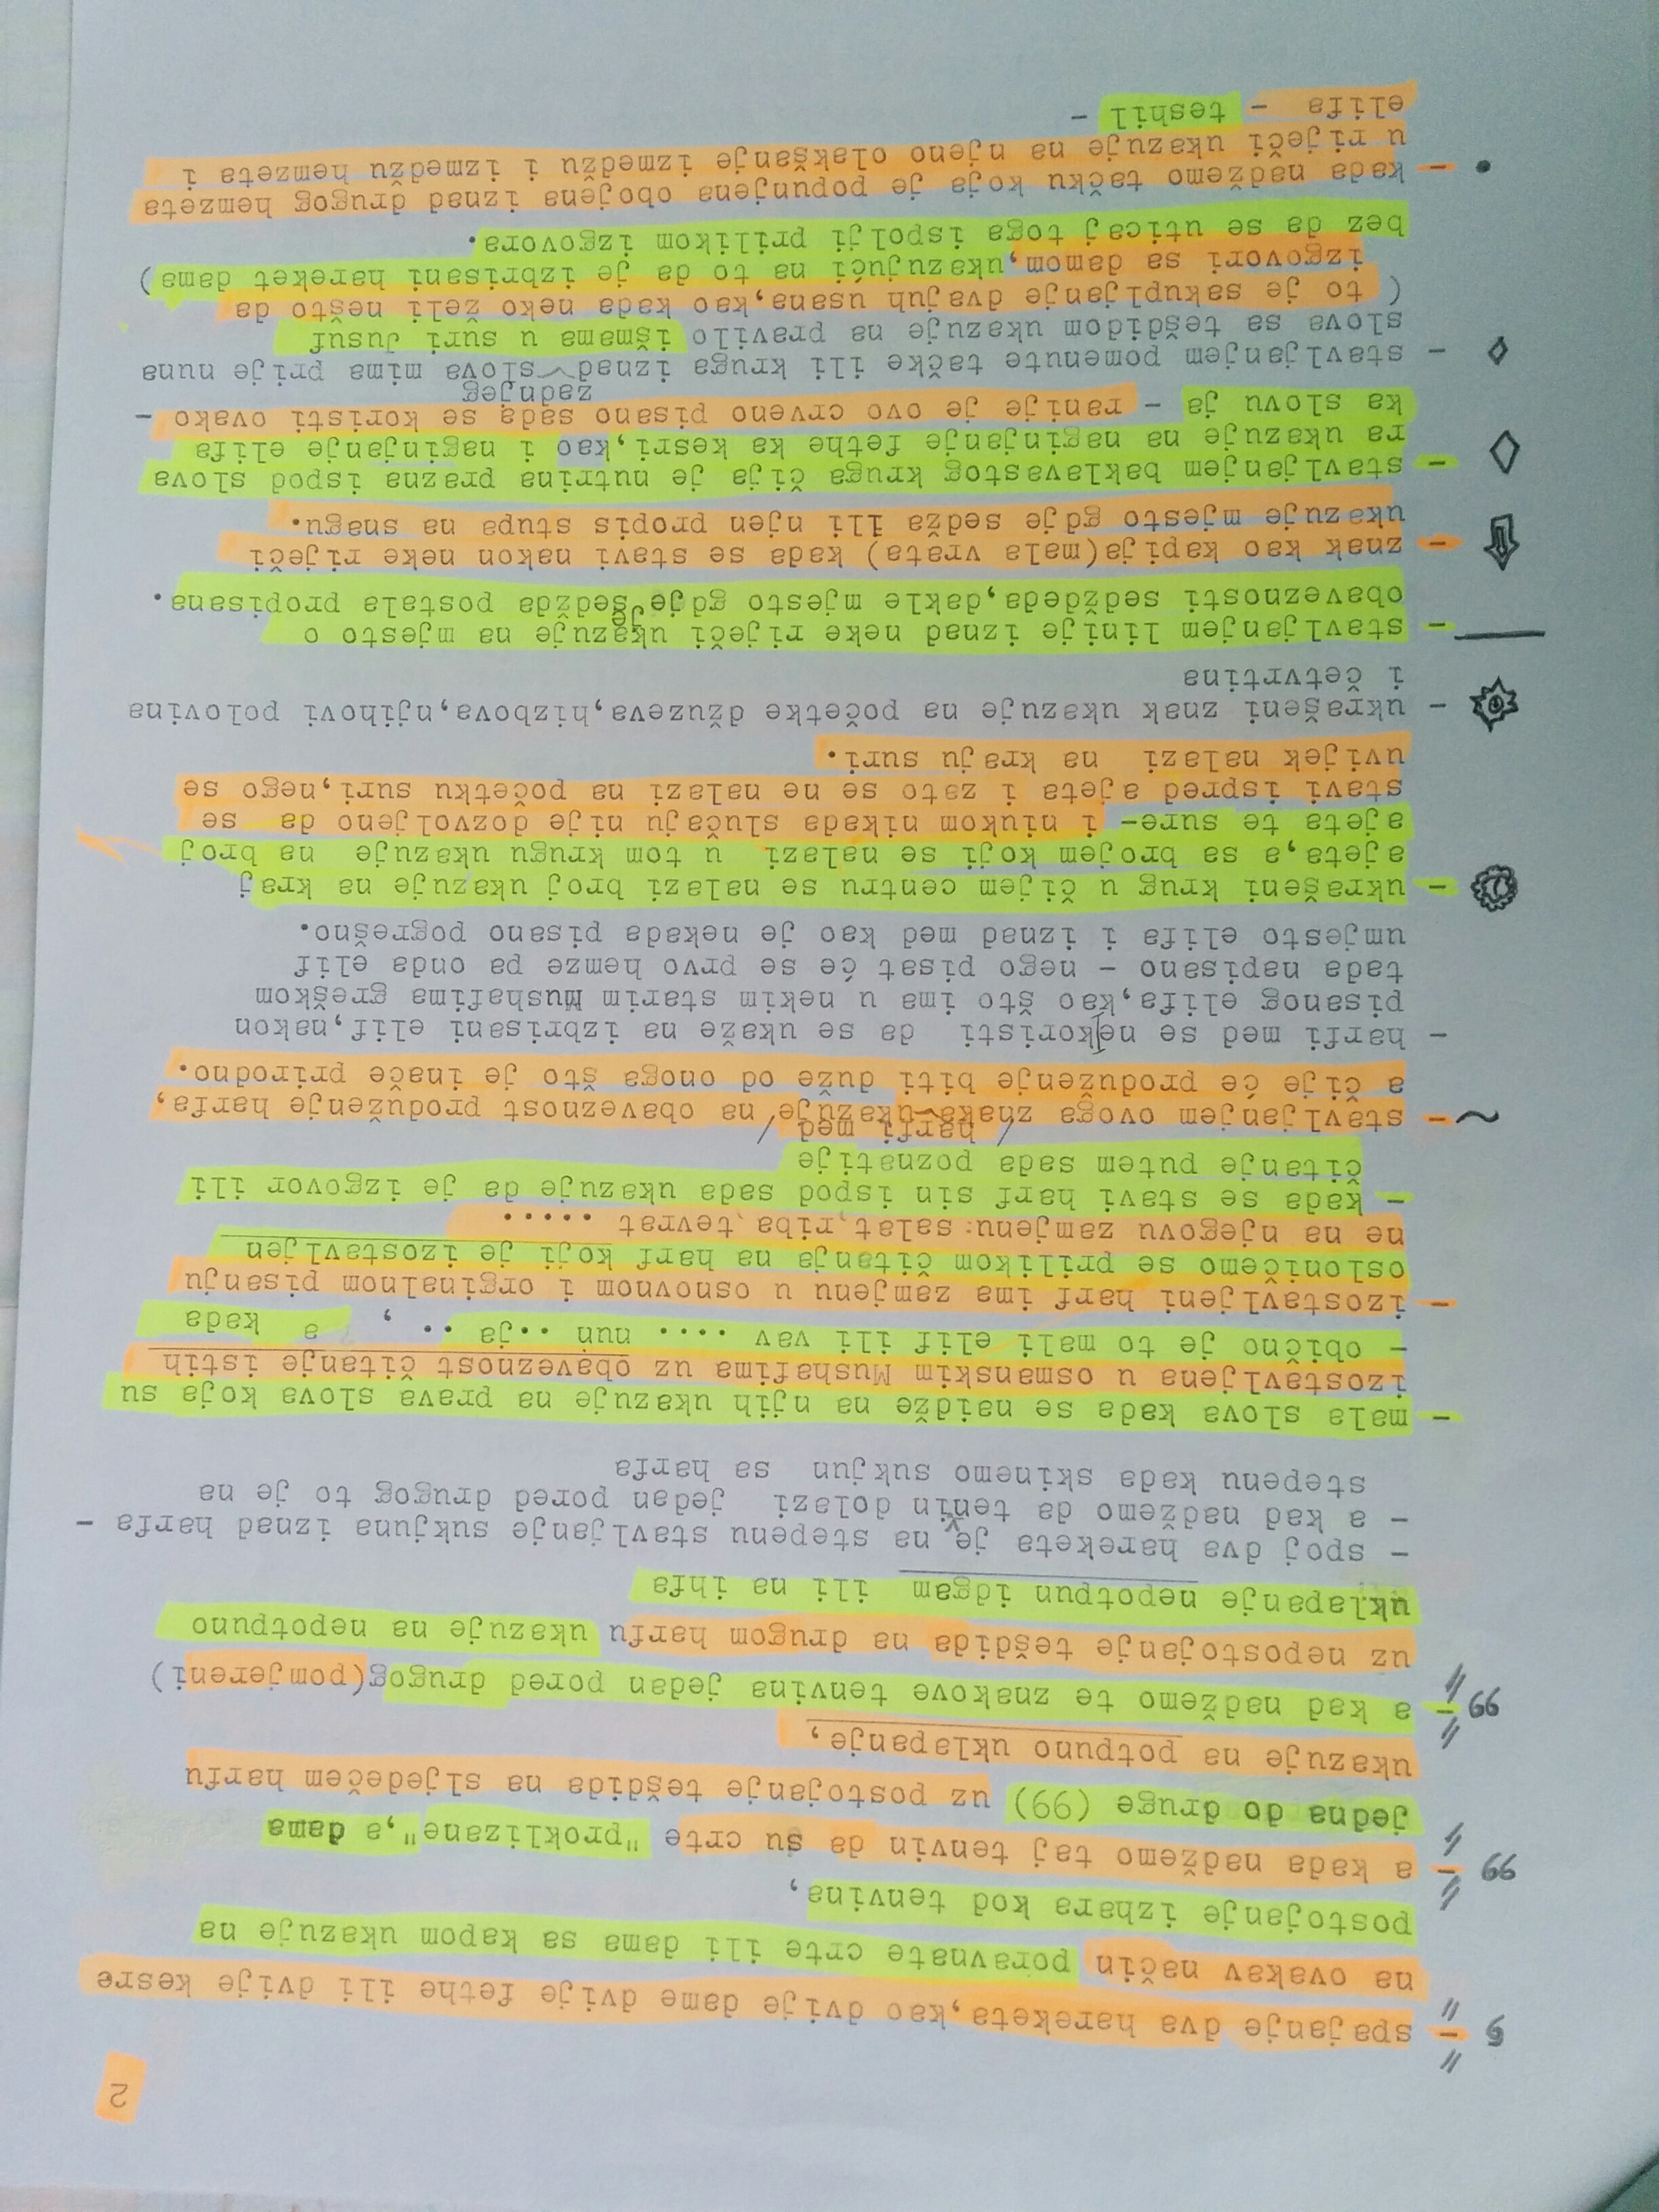 2
spajanje dva hareketa,kao dvije dame dvije fethe ili dvije kesre
na ovakav način poravnate crte ili dama sa kapom ukazuje na
postojanje izhara kod tenvina,
99 - a kada nadžemo taj tenvin da su crte "proklizane",a dama
jedna do druge (99) uz postojanje tešdida na sljedečem harfu
ukazuje na potpuno uklapanje,
99 - a kad nadžemo te znakove tenvina jedan pored drugog(pomjereni)
uz nepostojanje tešdida na drugom harfu ukazuje na nepotpuno
uklapanje nepotpun idgam ili na ihfa
- spoj dva hareketa je na stepenu stavljanje sukjuna iznad harfa -
- a kad nadžemo da tenvin dolazi jedan pored drugog to je na
stepenu kada skinemo sukjun sa harfa
- mala slova kada se naidže na njih ukazuje na prava slova koja su
izostavljena u osmanskim Mushafima uz obaveznost čitanje istih
- obično je to mali elif ili vav .... nun ..ja .. , a kada
- izostavljeni harf ima zamjenu u osnovnom i orginalnom pisanju
osloničemo se prilikom čitanja na harf koji je izostavljen
ne na njegovu zamjenu: salat,riba,tevrat .....
- kada se stavi harf sin ispod sada ukazuje da je izgovor ili
čitanje putem sada poznatije
/ harfi med /
~ - stavljanjem ovoga znaka ukazuje na obaveznost produženje harfa,
a čije će produženje biti duže od onoga što je inače prirodno.
- harfi med se ne koristi da se ukaže na izbrisani elif,nakon
pisanog elifa,kao što ima u nekim starim Mushafima greškom
tada napisano - nego pisat će se prvo hemze pa onda elif
umjesto elifa i iznad med kao je nekada pisano pogrešno.
- ukrašeni krug u čijem centru se nalazi broj ukazuje na kraj
ajeta,a sa brojem koji se nalazi u tom krugu ukazuje na broj
ajeta te sure- i niukom nikada slučaju nije dozvoljeno da se
stavi ispred ajeta i zato se ne nalazi na početku suri,nego se
uvijek nalazi na kraju suri.
- ukrašeni znak ukazuje na početke džuzeva,hizbova,njihovi polovina
i četvrtina
- stavljanjem linije iznad neke riječi ukazuje na mjesto o
obaveznosti sedždeda,dakle mjesto gdje je sedžda postala propisana.
- znak kao kapija(mala vrata) kada se stavi nakon neke riječi
ukazuje mjesto gdje sedža ili njen propis stupa na snagu.
- stavljanjem baklavastog kruga čija je nutrina prazna ispod slova
ra ukazuje na naginjanje fethe ka kesri,kao i naginjanje elifa
ka slovu ja - ranije je ovo crveno pisano sada se koristi ovako -
zadnjeg
- stavljanjem pomenute tačke ili kruga iznad slova mima prije nuna
slova sa tešdidom ukazuje na pravilo išmama u suri Jusuf
( to je sakupljanje dvajuh usana,kao kada neko želi nešto da
izgovori sa damom,ukazujući na to da je izbrisani hareket dama)
bez da se uticaj toga ispolji prilikom izgovora.
• - kada nadžemo tačku koja je popunjena obojena iznad drugog hemzeta
u riječi ukazuje na njeno olakšanje izmedžu i izmedžu hemzeta i
elifa - teshil -